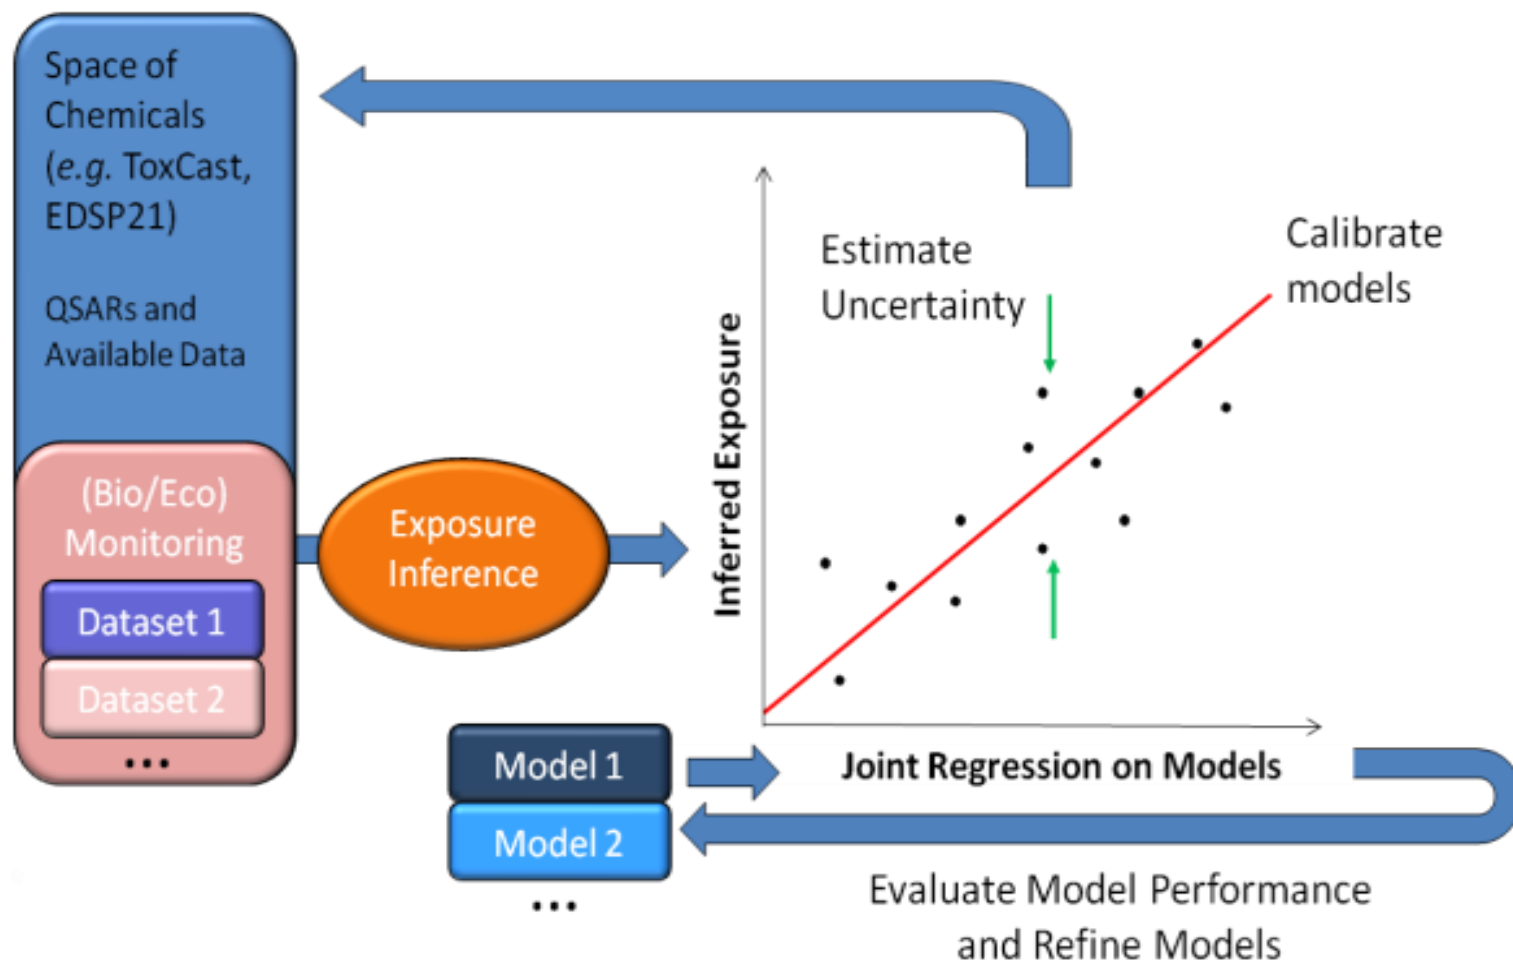 Space of
Chemicals
(e.g. ToxCast,
EDSP21)
QSARs and
Available Data
(Bio/Eco)
Monitoring
Dataset 1
Dataset 2
...
Exposure
Inference
Model 1
Model 2
...
Inferred Exposure
Estimate
Uncertainty
Calibrate
models
Joint Regression on Models
Evaluate Model Performance
and Refine Models